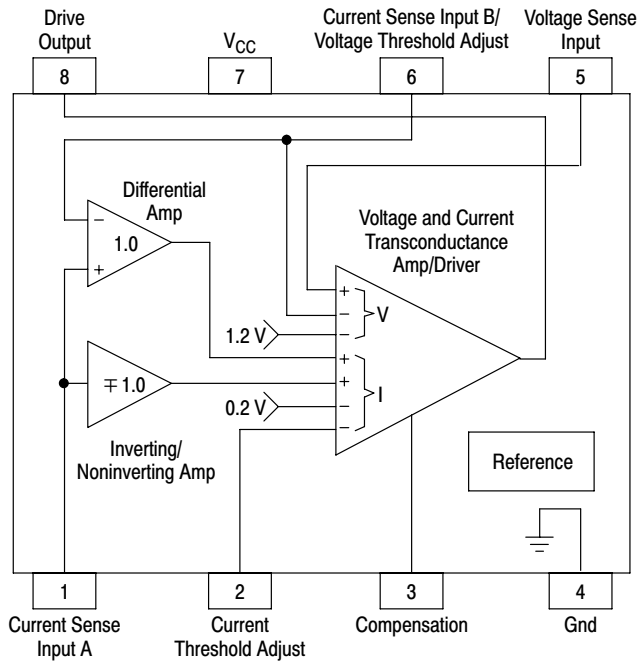 Drive
Output
V_CC
Current Sense Input B/
Voltage Threshold Adjust
Voltage Sense
Input
8
7
6
5
Differential
Amp
−
1.0
+
Voltage and Current
Transconductance
Amp/Driver
+
−
V
1.2 V
−
+
∓ 1.0
+
I
0.2 V
−
−
Inverting/
Noninverting Amp
Reference
1
2
3
4
Current Sense
Input A
Current
Threshold Adjust
Compensation
Gnd